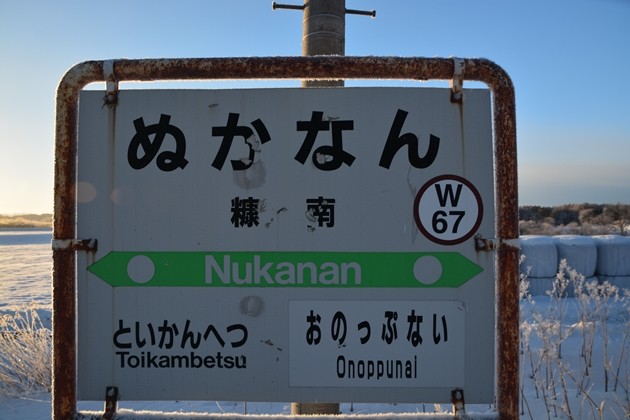 ぬかなん
糠南
W
67
Nukanan
といかんべつ
Toikambetsu
おのっぷない
Onoppunai